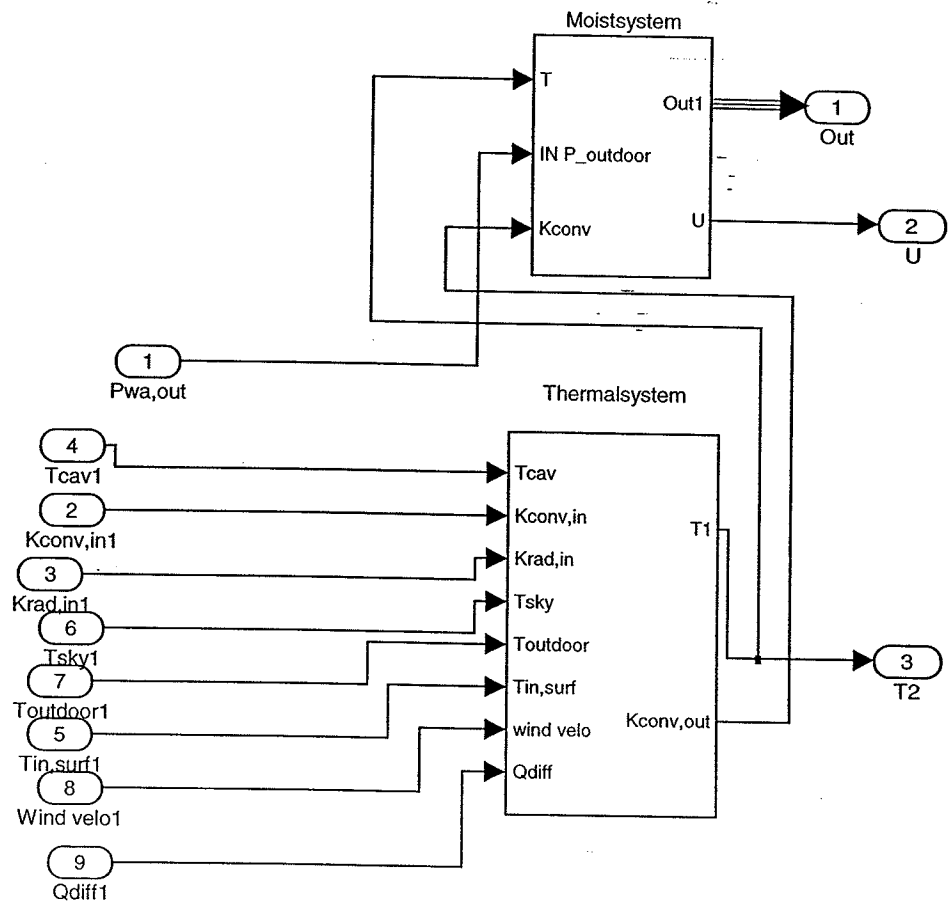 Moistsystem
T
Out1
1
Out
IN P_outdoor
Kconv
U
2
U
1
Pwa,out
Thermalsystem
4
Tcav1
Tcav
2
Kconv,in1
Kconv,in
T1
3
Krad,in1
Krad,in
6
Tsky1
Tsky
7
Toutdoor1
Toutdoor
3
T2
5
Tin,surf1
Tin,surf
Kconv,out
8
Wind velo1
wind velo
9
Qdiff1
Qdiff